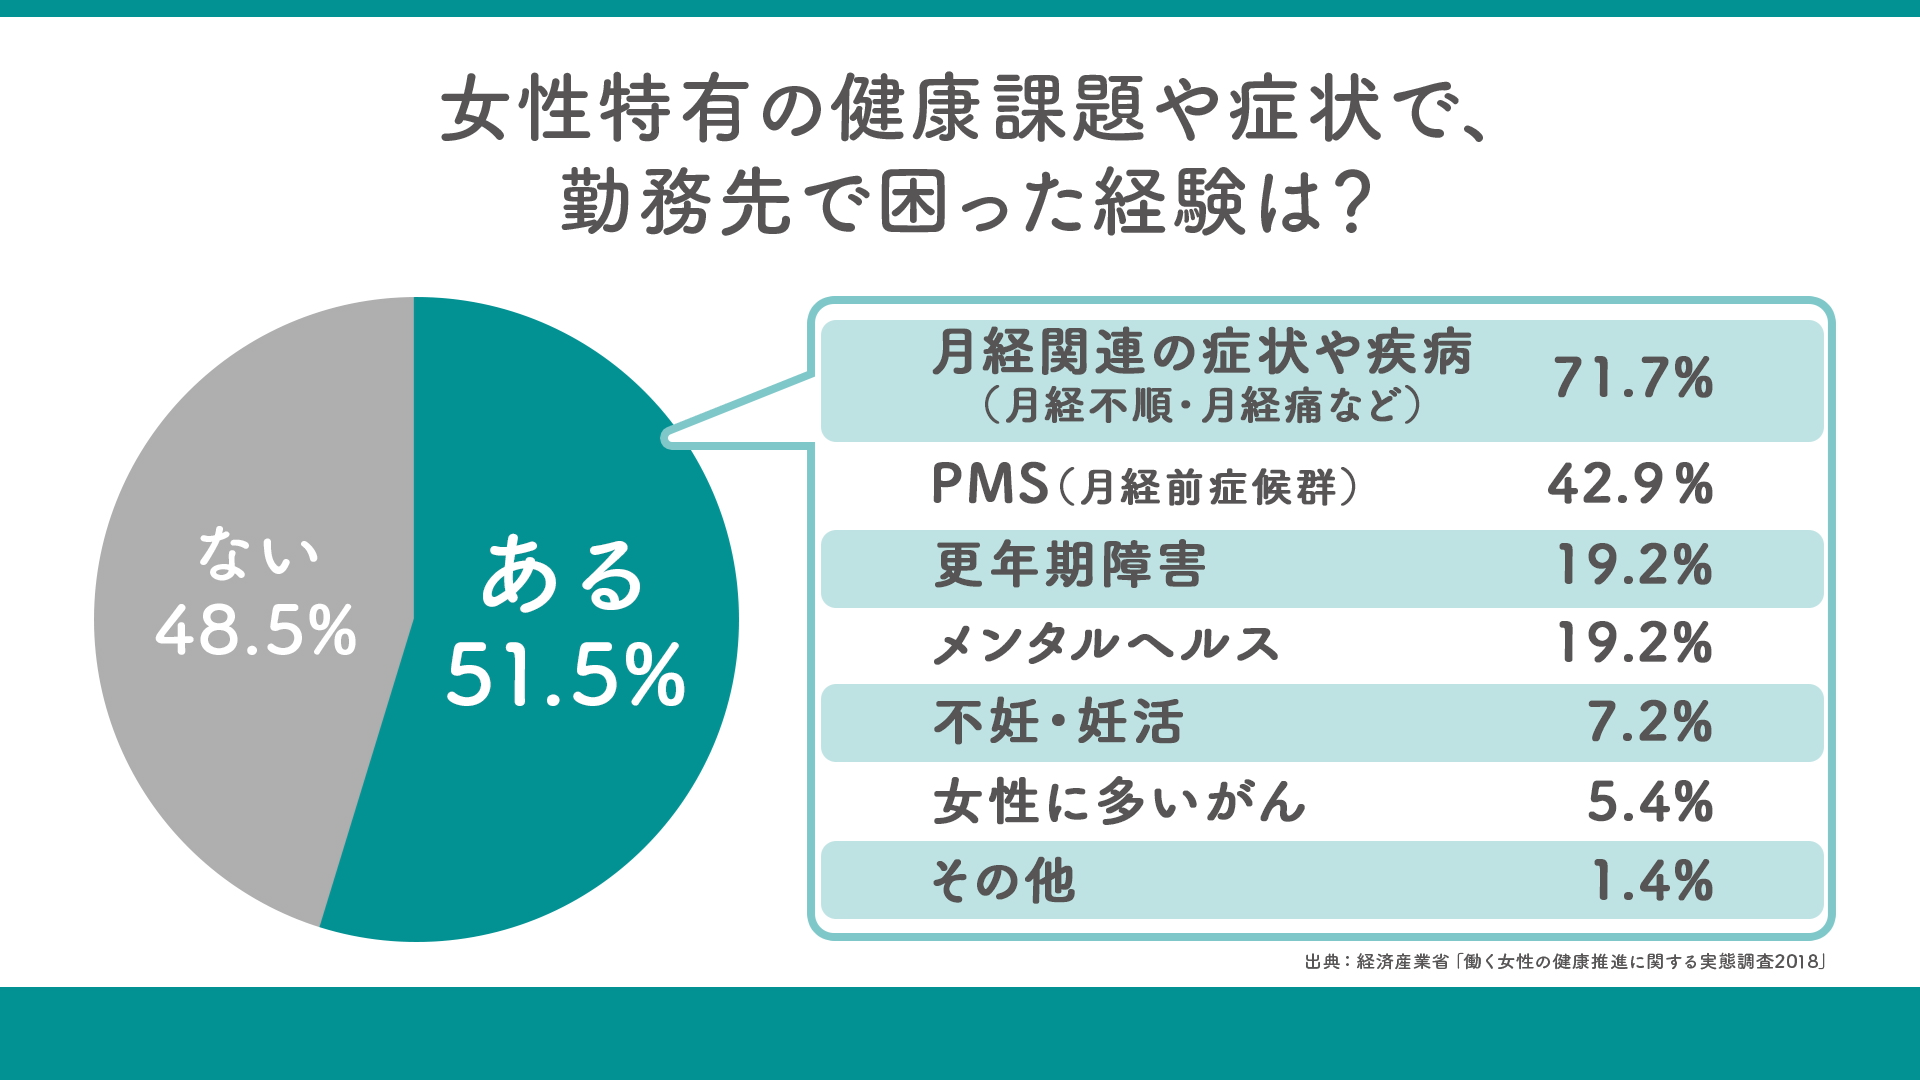 女性特有の健康課題や症状で、
勤務先で困った経験は？
ない
48.5%
ある
51.5%
月経関連の症状や疾病 71.7%
（月経不順・月経痛など）
PMS（月経前症候群） 42.9%
更年期障害 19.2%
メンタルヘルス 19.2%
不妊・妊活 7.2%
女性に多いがん 5.4%
その他 1.4%
出典：経済産業省「働く女性の健康推進に関する実態調査2018」